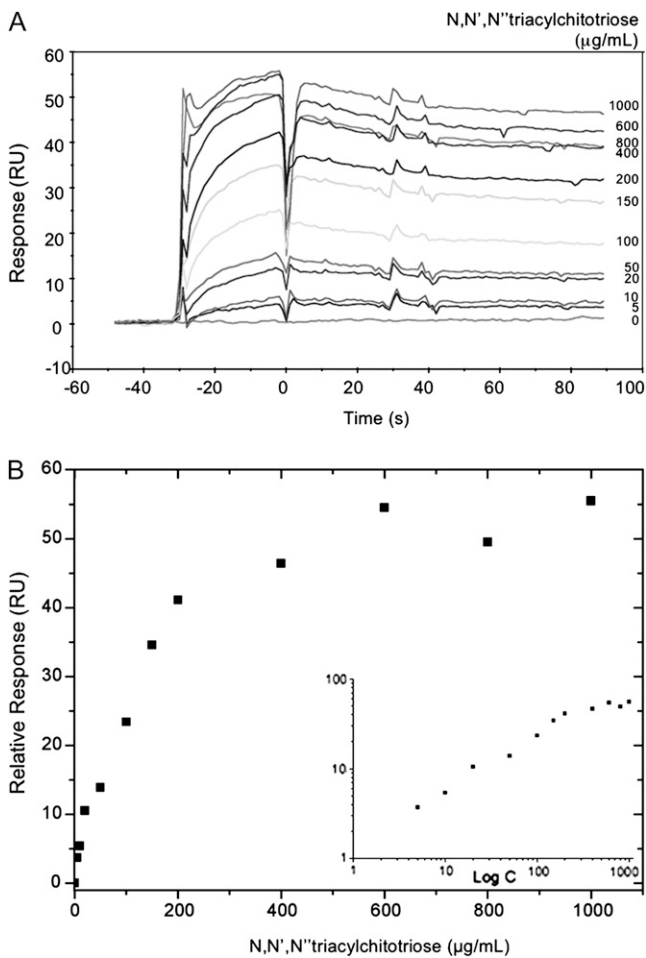 A
N,N',N''triacylchitotriose
(µg/mL)
60
50
40
30
20
10
0
-10
Response (RU)
1000
600
800
400
200
150
100
50
20
10
5
0
-60 -40 -20 0 20 40 60 80 100
Time (s)
B
60
50
40
30
20
10
0
Relative Response (RU)
100
10
1
1 10 100 1000
Log C
0 200 400 600 800 1000
N,N',N''triacylchitotriose (µg/mL)